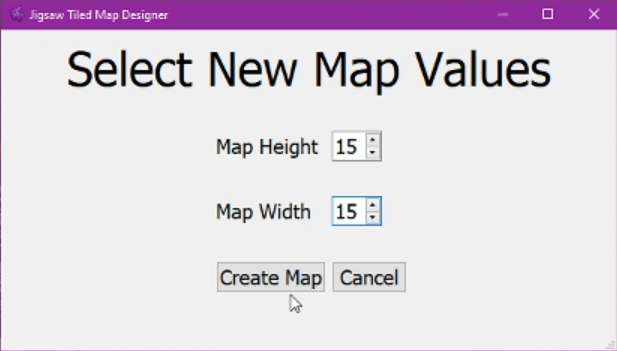 Jigsaw Tiled Map Designer
Select New Map Values
Map Height 15
Map Width 15
Create Map Cancel